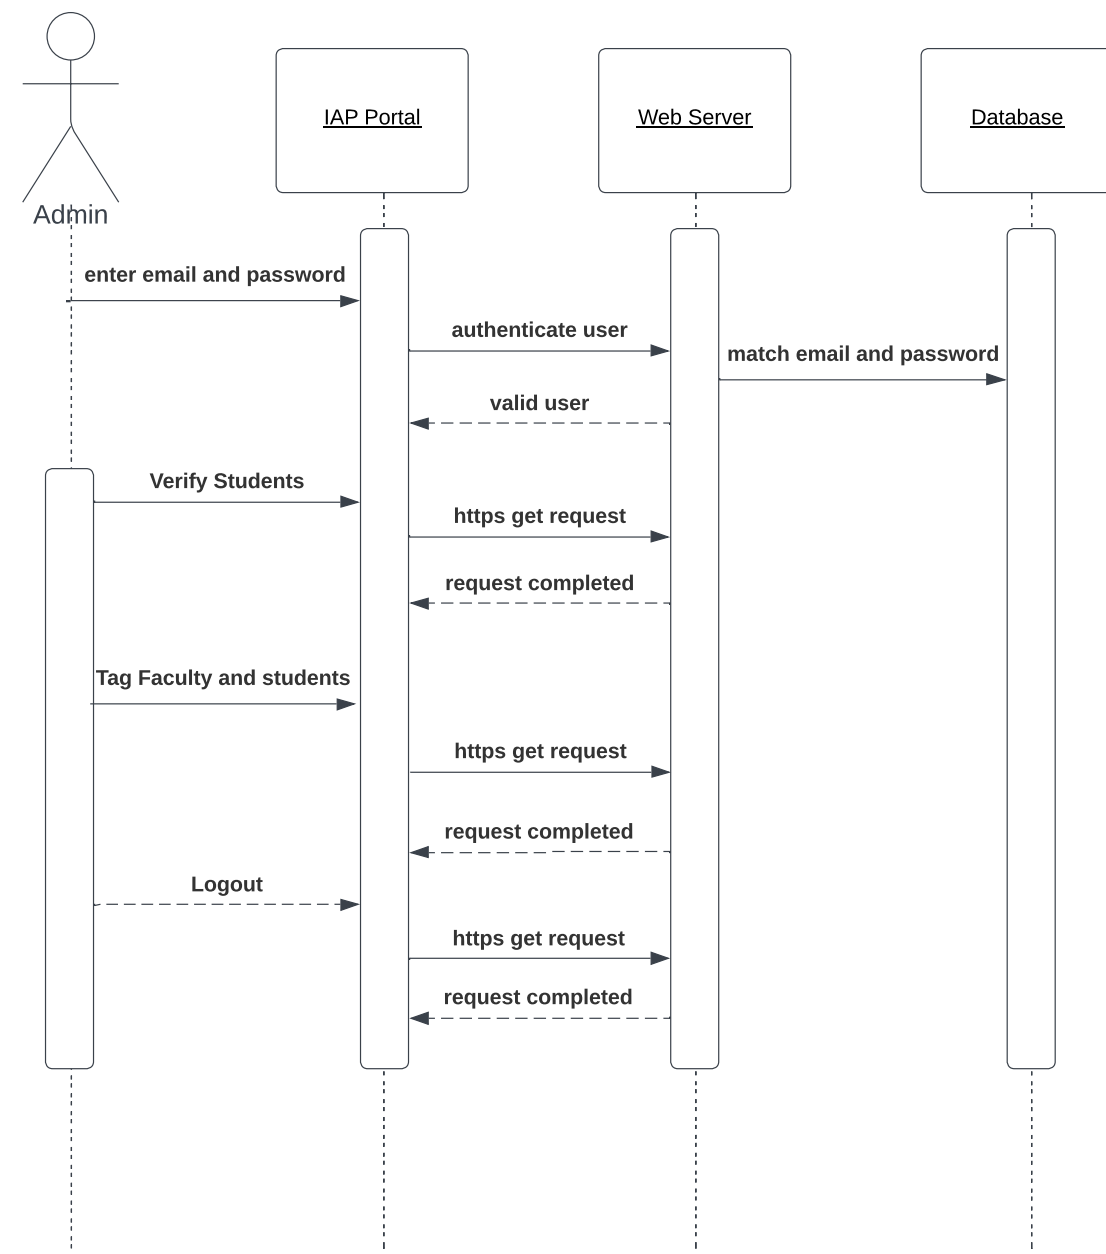 IAP Portal
Web Server
Database
Admin
enter email and password
authenticate user
match email and password
valid user
Verify Students
https get request
request completed
Tag Faculty and students
https get request
request completed
Logout
https get request
request completed